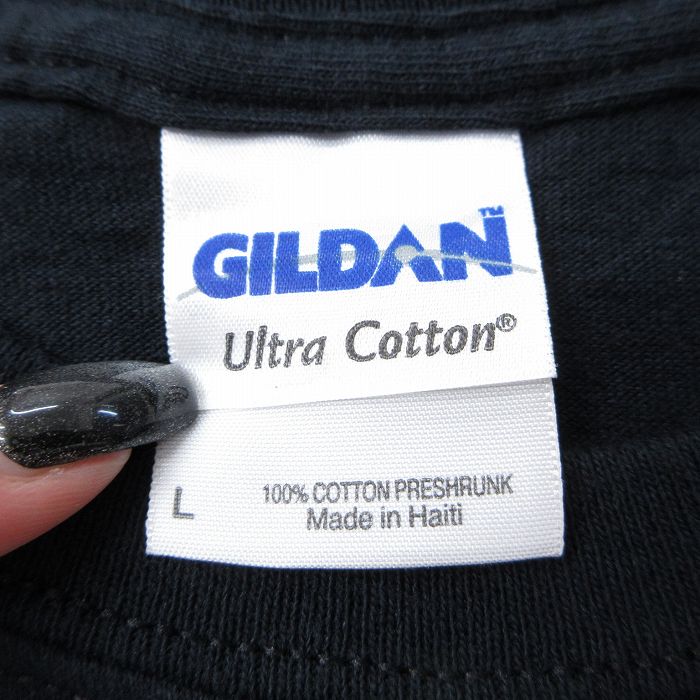 GILDAN™
Ultra Cotton®
L
100% COTTON PRESHRUNK
Made in Haiti